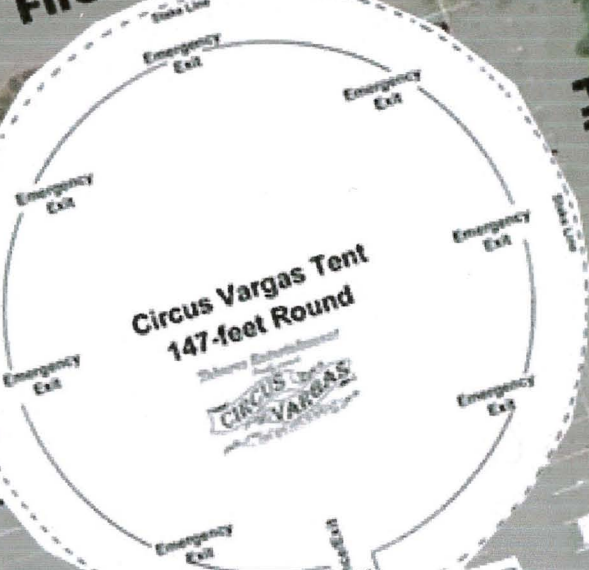 Stake Line
Emergency
Exit
Emergency
Exit
Emergency
Exit
Emergency
Exit
Stake Line
Circus Vargas Tent
147-feet Round
CIRCUS
VARGAS
Emergency
Exit
Emergency
Exit
Emergency
Exit